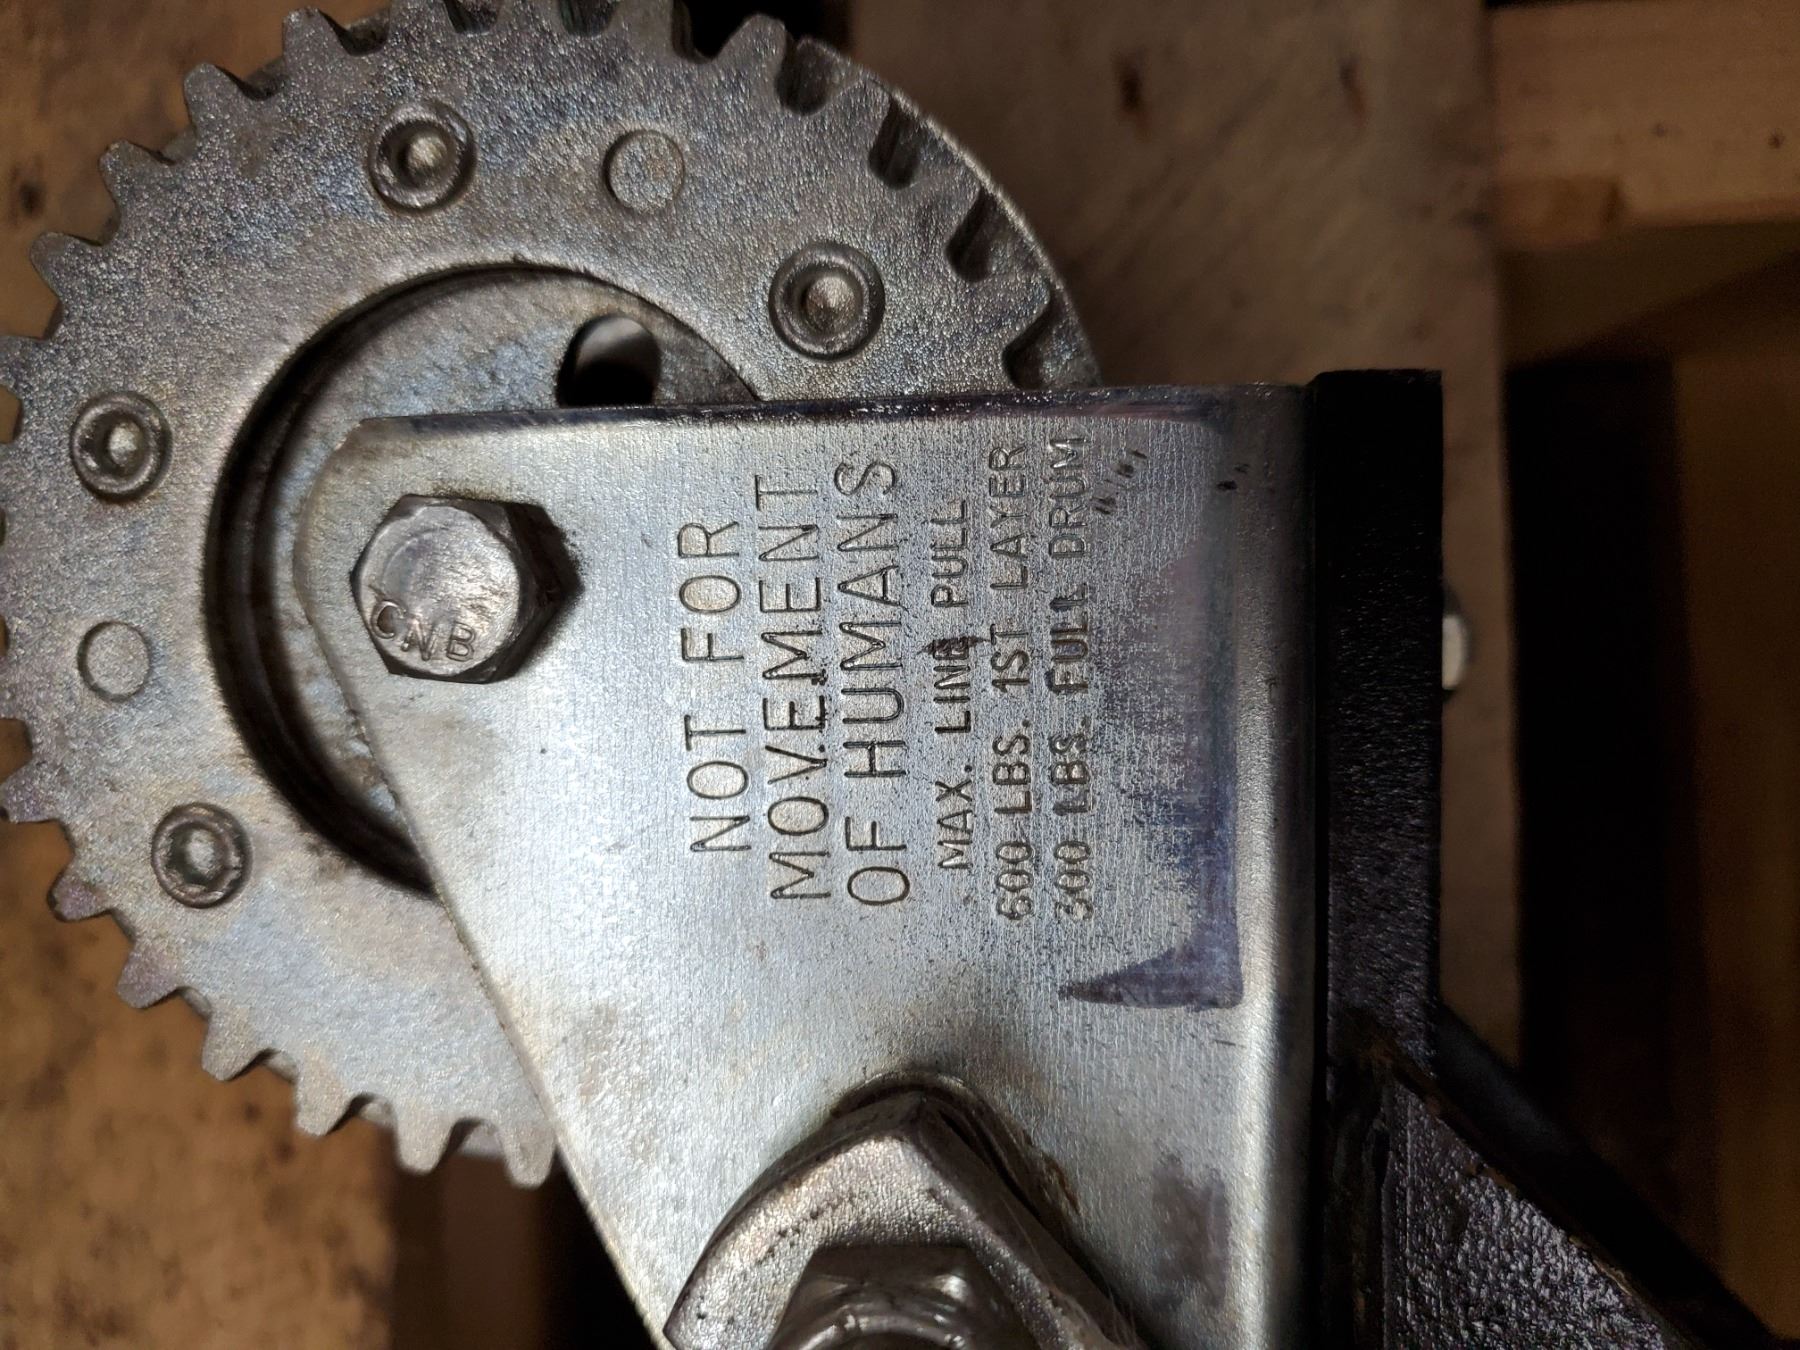 NOT FOR
MOVEMENT
OF HUMANS
MAX. LINE PULL
600 LBS. 1ST LAYER
300 LBS. FULL DRUM
CNB